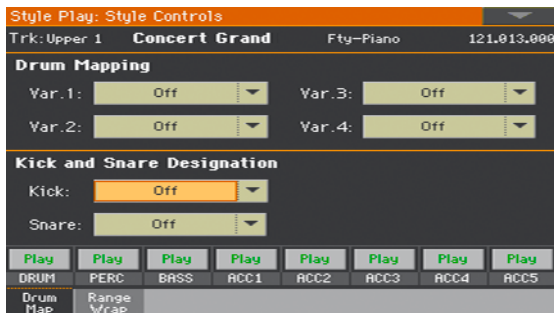 Style Play: Style Controls
Trk: Upper 1 Concert Grand Fty-Piano 121.013.000
Drum Mapping
Var.1: Off Var.3: Off
Var.2: Off Var.4: Off
Kick and Snare Designation
Kick: Off
Snare: Off
Play Play Play Play Play Play Play Play
DRUM PERC BASS ACC1 ACC2 ACC3 ACC4 ACC5
Drum Range
Map Wrap